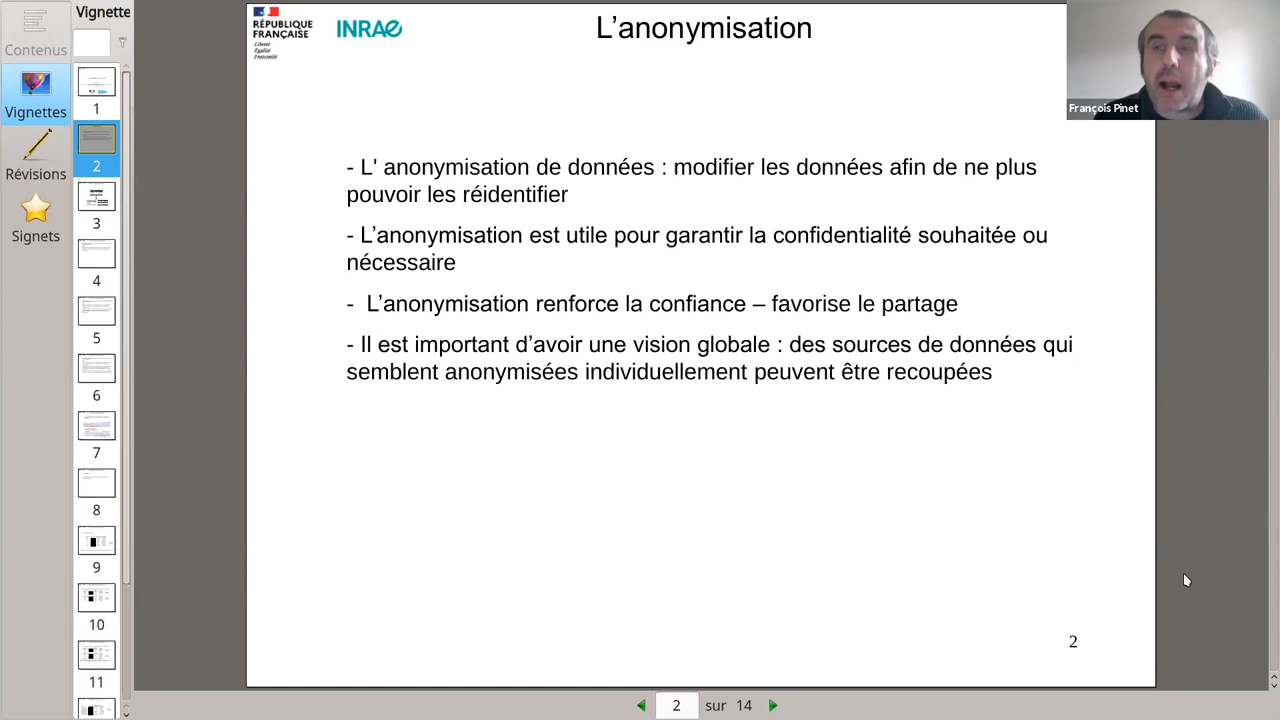 Contenus
Vignettes
Révisions
Signets
Vignette
1
2
3
4
5
6
7
8
9
10
11
RÉPUBLIQUE
FRANÇAISE
Liberté
Égalité
Fraternité
INRAE
L’anonymisation
François Pinet
- L' anonymisation de données : modifier les données afin de ne plus
pouvoir les réidentifier
- L’anonymisation est utile pour garantir la confidentialité souhaitée ou
nécessaire
- L’anonymisation renforce la confiance – favorise le partage
- Il est important d’avoir une vision globale : des sources de données qui
semblent anonymisées individuellement peuvent être recoupées
2
2 sur 14